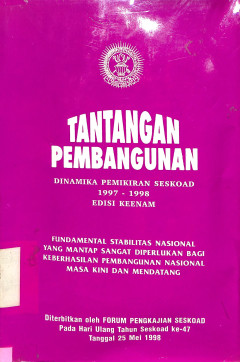 TANTANGAN
PEMBANGUNAN
DINAMIKA PEMIKIRAN SESKOAD
1997 - 1998
EDISI KEENAM
FUNDAMENTAL STABILITAS NASIONAL
YANG MANTAP SANGAT DIPERLUKAN BAGI
KEBERHASILAN PEMBANGUNAN NASIONAL
MASA KINI DAN MENDATANG
Diterbitkan oleh FORUM PENGKAJIAN SESKOAD
Pada Hari Ulang Tahun Seskoad ke-47
Tanggal 25 Mei 1998